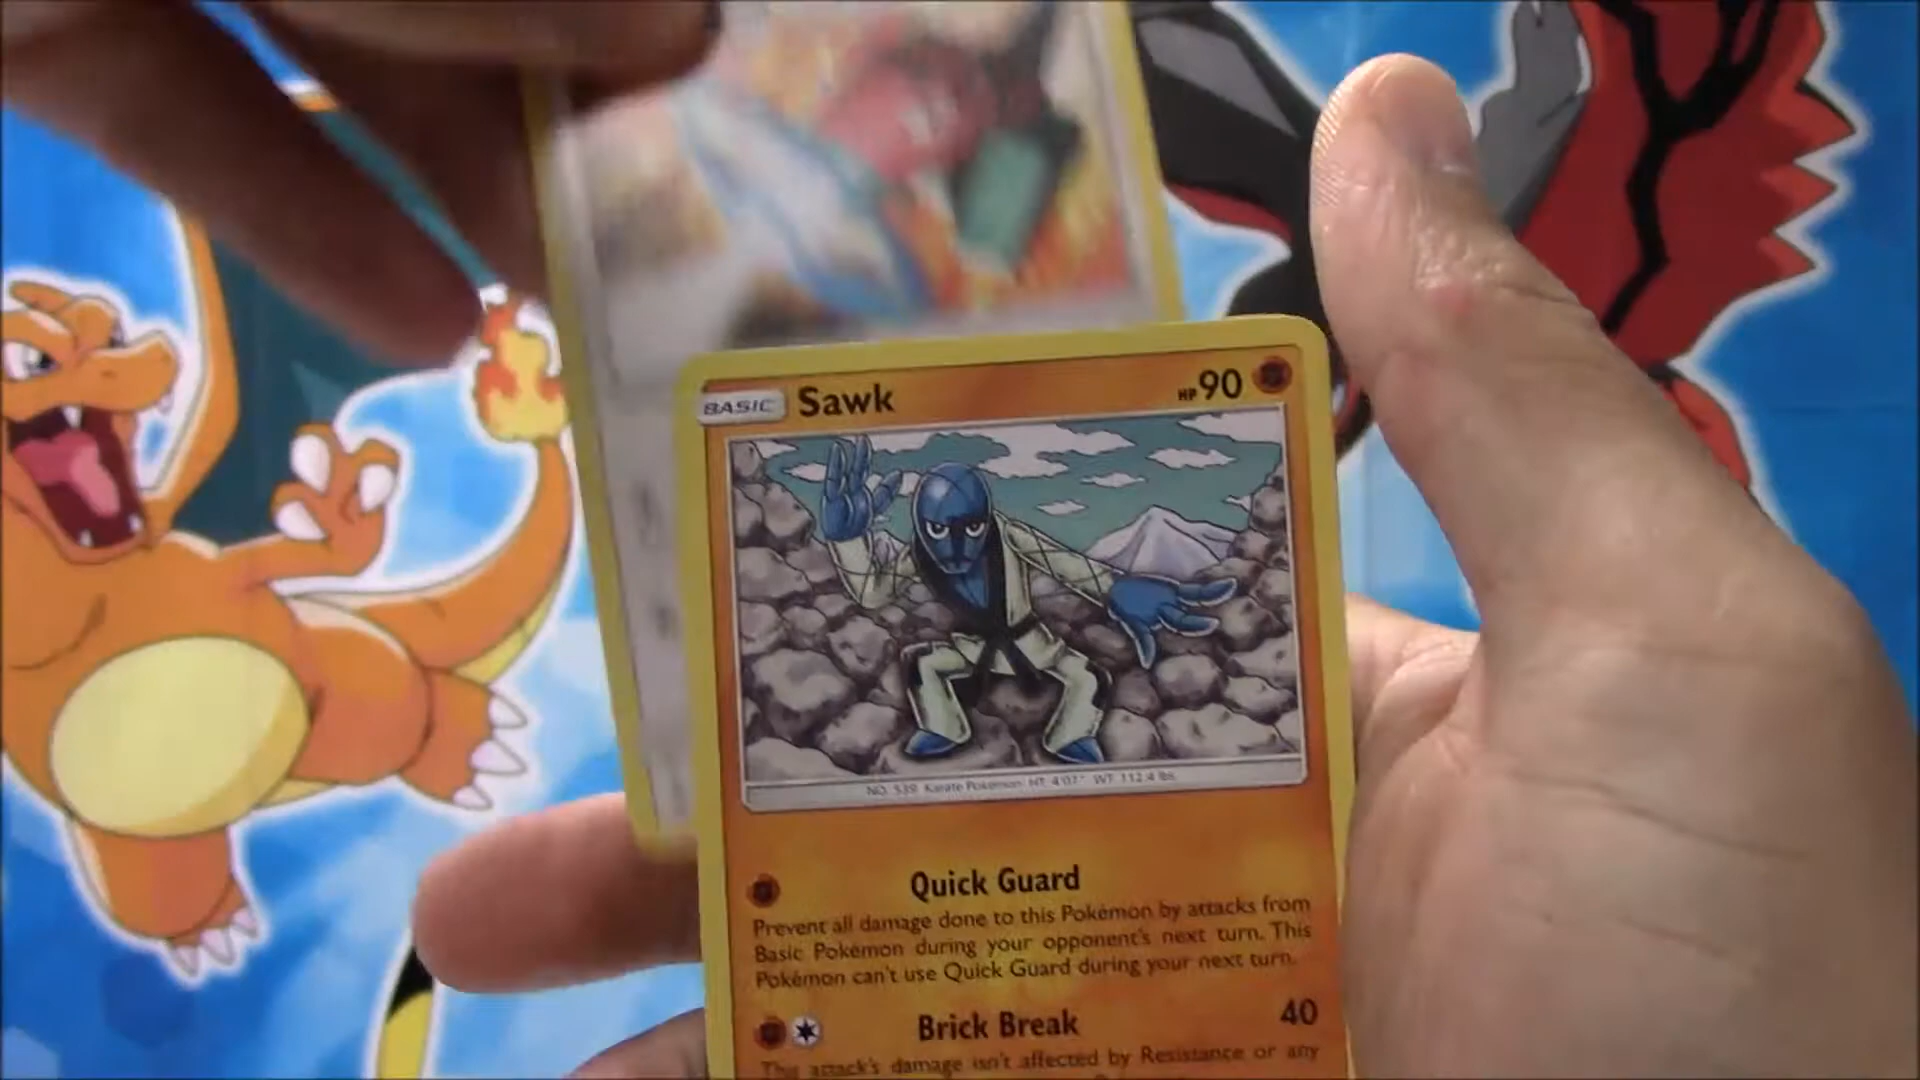 BASIC Sawk HP 90
NO. 539 Karate Pokémon HT: 4'07" WT: 112.4 lbs.
Quick Guard
Prevent all damage done to this Pokémon by attacks from
Basic Pokémon during your opponent's next turn. This
Pokémon can't use Quick Guard during your next turn.
Brick Break 40
This attack's damage isn't affected by Resistance or any